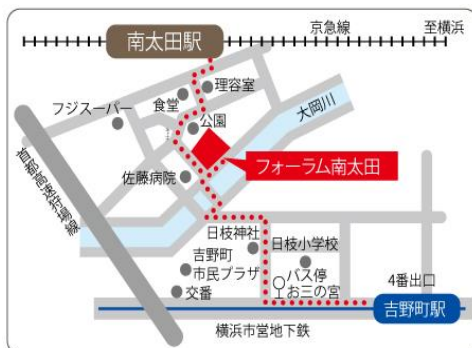 京急線
至横浜
南太田駅
理容室
食堂
フジスーパー
公園
大岡川
フォーラム南太田
佐藤病院
首都高速狩場線
日枝神社
日枝小学校
吉野町
市民プラザ
バス停
お三の宮
交番
4番出口
吉野町駅
横浜市営地下鉄